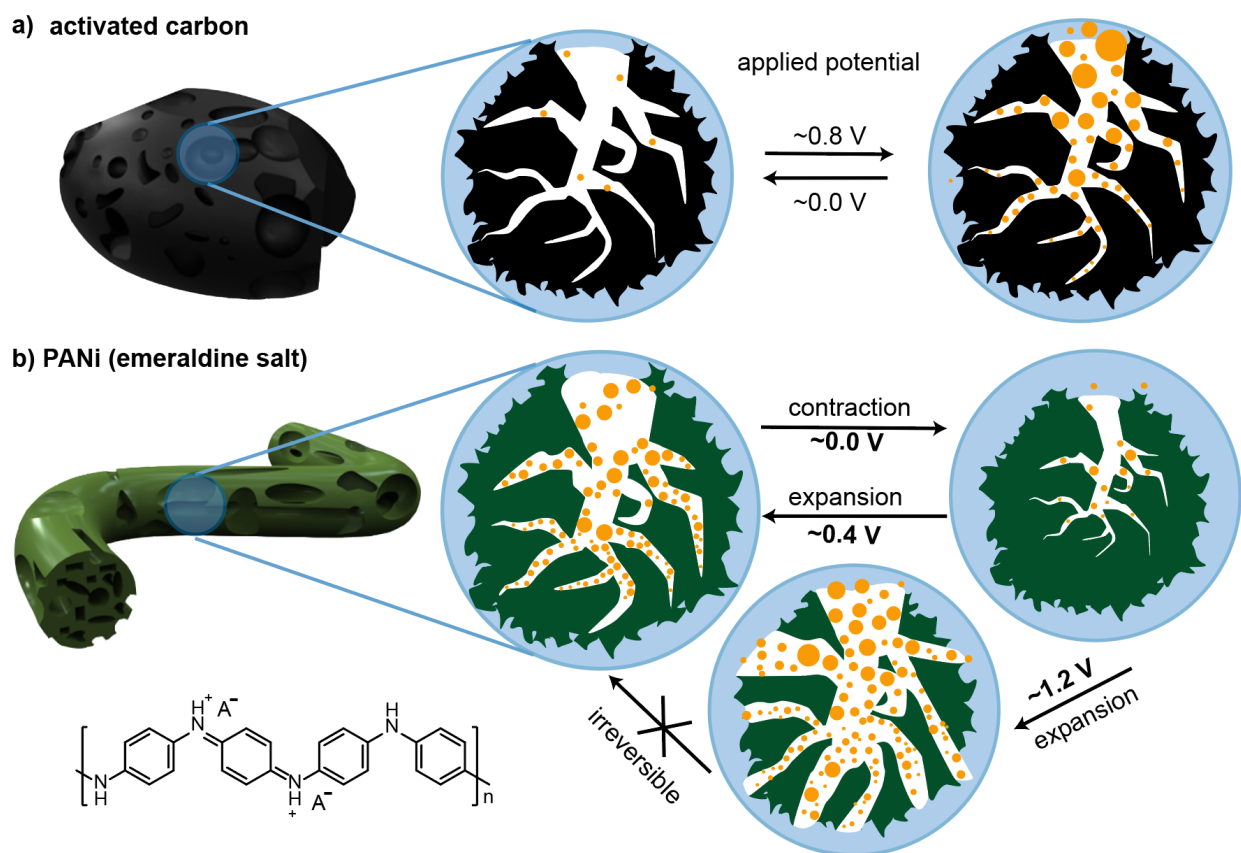 a) activated carbon
applied potential
~0.8 V
~0.0 V
b) PANi (emeraldine salt)
contraction
~0.0 V
expansion
~0.4 V
~1.2 V
expansion
irreversible
H
N
+
A−
H
N
N
H
N
H
+
A−
n